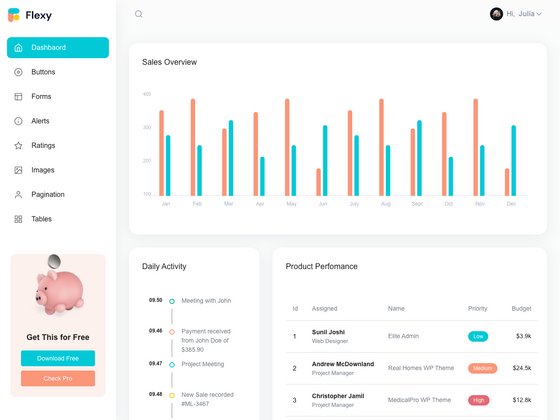 Flexy
Hi, Julia
Dashbaord
Buttons
Forms
Alerts
Ratings
Images
Pagination
Tables
Get This for Free
Download Free
Check Pro
Sales Overview
400
300
200
100
Jan Feb Mar Apr May Jun July Aug Sept Oct Nov Dec
Daily Activity
09.50 Meeting with John
09.46 Payment received
from John Doe of
$385.90
09.47 Project Meeting
09.48 New Sale recorded
#ML-3467
Product Perfomance
Id Assigned Name Priority Budget
1 Sunil Joshi Elite Admin Low $3.9k
Web Designer
2 Andrew McDownland Real Homes WP Theme Medium $24.5k
Project Manager
3 Christopher Jamil MedicalPro WP Theme High $12.8k
Project Manager